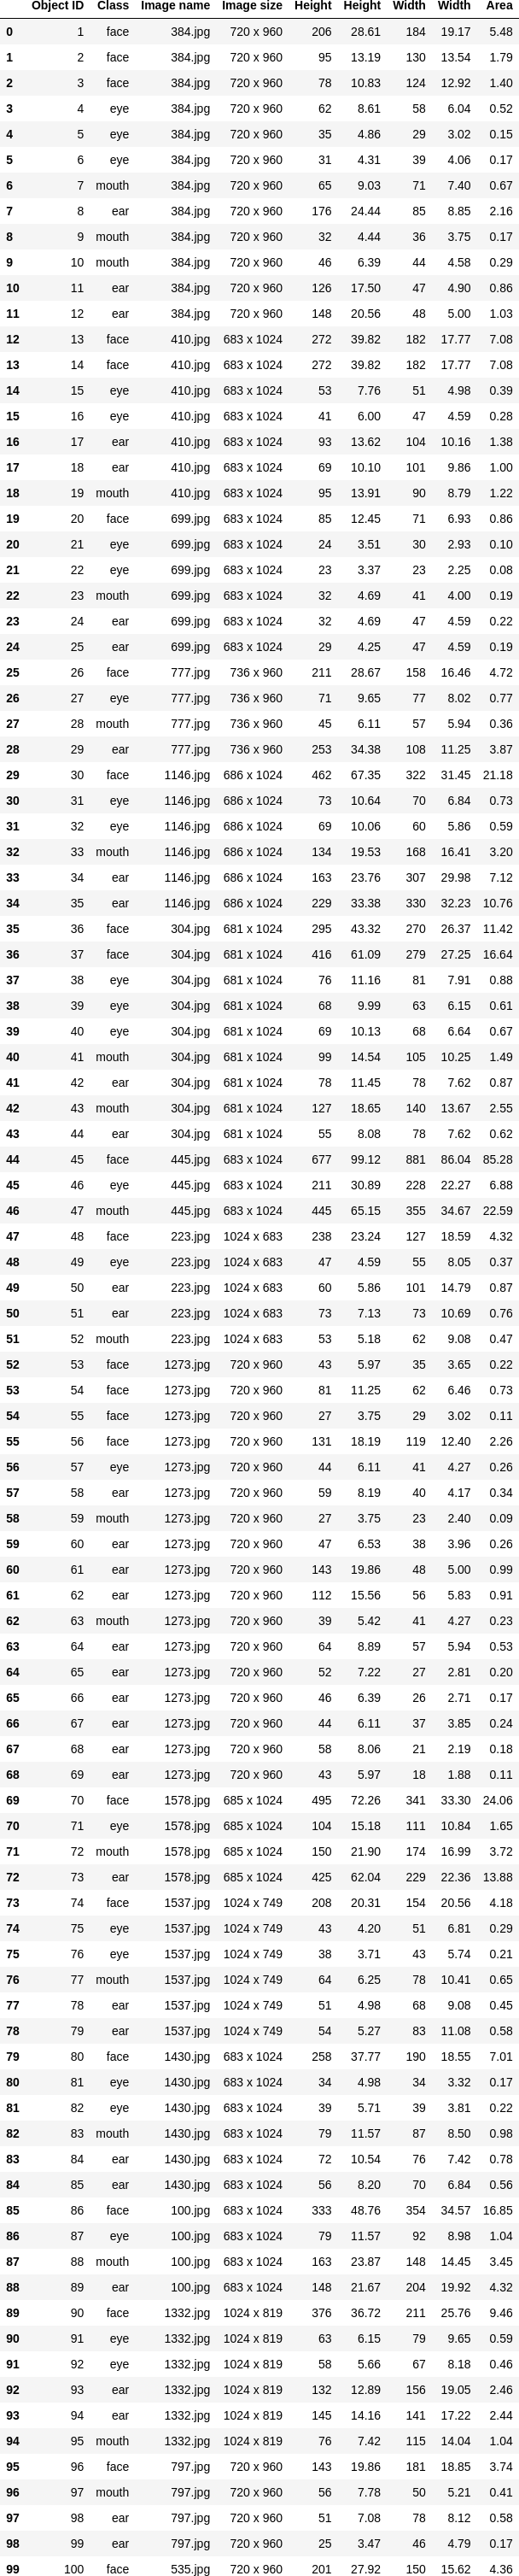 Object ID Class Image name Image size Height Height Width Width Area
0 1 face 384.jpg 720 x 960 206 28.61 184 19.17 5.48
1 2 face 384.jpg 720 x 960 95 13.19 130 13.54 1.79
2 3 face 384.jpg 720 x 960 78 10.83 124 12.92 1.40
3 4 eye 384.jpg 720 x 960 62 8.61 58 6.04 0.52
4 5 eye 384.jpg 720 x 960 35 4.86 29 3.02 0.15
5 6 eye 384.jpg 720 x 960 31 4.31 39 4.06 0.17
6 7 mouth 384.jpg 720 x 960 65 9.03 71 7.40 0.67
7 8 ear 384.jpg 720 x 960 176 24.44 85 8.85 2.16
8 9 mouth 384.jpg 720 x 960 32 4.44 36 3.75 0.17
9 10 mouth 384.jpg 720 x 960 46 6.39 44 4.58 0.29
10 11 ear 384.jpg 720 x 960 126 17.50 47 4.90 0.86
11 12 ear 384.jpg 720 x 960 148 20.56 48 5.00 1.03
12 13 face 410.jpg 683 x 1024 272 39.82 182 17.77 7.08
13 14 face 410.jpg 683 x 1024 272 39.82 182 17.77 7.08
14 15 eye 410.jpg 683 x 1024 53 7.76 51 4.98 0.39
15 16 eye 410.jpg 683 x 1024 41 6.00 47 4.59 0.28
16 17 ear 410.jpg 683 x 1024 93 13.62 104 10.16 1.38
17 18 ear 410.jpg 683 x 1024 69 10.10 101 9.86 1.00
18 19 mouth 410.jpg 683 x 1024 95 13.91 90 8.79 1.22
19 20 face 699.jpg 683 x 1024 85 12.45 71 6.93 0.86
20 21 eye 699.jpg 683 x 1024 24 3.51 30 2.93 0.10
21 22 eye 699.jpg 683 x 1024 23 3.37 23 2.25 0.08
22 23 mouth 699.jpg 683 x 1024 32 4.69 41 4.00 0.19
23 24 ear 699.jpg 683 x 1024 32 4.69 47 4.59 0.22
24 25 ear 699.jpg 683 x 1024 29 4.25 47 4.59 0.19
25 26 face 777.jpg 736 x 960 211 28.67 158 16.46 4.72
26 27 eye 777.jpg 736 x 960 71 9.65 77 8.02 0.77
27 28 mouth 777.jpg 736 x 960 45 6.11 57 5.94 0.36
28 29 ear 777.jpg 736 x 960 253 34.38 108 11.25 3.87
29 30 face 1146.jpg 686 x 1024 462 67.35 322 31.45 21.18
30 31 eye 1146.jpg 686 x 1024 73 10.64 70 6.84 0.73
31 32 eye 1146.jpg 686 x 1024 69 10.06 60 5.86 0.59
32 33 mouth 1146.jpg 686 x 1024 134 19.53 168 16.41 3.20
33 34 ear 1146.jpg 686 x 1024 163 23.76 307 29.98 7.12
34 35 ear 1146.jpg 686 x 1024 229 33.38 330 32.23 10.76
35 36 face 304.jpg 681 x 1024 295 43.32 270 26.37 11.42
36 37 face 304.jpg 681 x 1024 416 61.09 279 27.25 16.64
37 38 eye 304.jpg 681 x 1024 76 11.16 81 7.91 0.88
38 39 eye 304.jpg 681 x 1024 68 9.99 63 6.15 0.61
39 40 eye 304.jpg 681 x 1024 69 10.13 68 6.64 0.67
40 41 mouth 304.jpg 681 x 1024 99 14.54 105 10.25 1.49
41 42 ear 304.jpg 681 x 1024 78 11.45 78 7.62 0.87
42 43 mouth 304.jpg 681 x 1024 127 18.65 140 13.67 2.55
43 44 ear 304.jpg 681 x 1024 55 8.08 78 7.62 0.62
44 45 face 445.jpg 683 x 1024 677 99.12 881 86.04 85.28
45 46 eye 445.jpg 683 x 1024 211 30.89 228 22.27 6.88
46 47 mouth 445.jpg 683 x 1024 445 65.15 355 34.67 22.59
47 48 face 223.jpg 1024 x 683 238 23.24 127 18.59 4.32
48 49 eye 223.jpg 1024 x 683 47 4.59 55 8.05 0.37
49 50 ear 223.jpg 1024 x 683 60 5.86 101 14.79 0.87
50 51 ear 223.jpg 1024 x 683 73 7.13 73 10.69 0.76
51 52 mouth 223.jpg 1024 x 683 53 5.18 62 9.08 0.47
52 53 face 1273.jpg 720 x 960 43 5.97 35 3.65 0.22
53 54 face 1273.jpg 720 x 960 81 11.25 62 6.46 0.73
54 55 face 1273.jpg 720 x 960 27 3.75 29 3.02 0.11
55 56 face 1273.jpg 720 x 960 131 18.19 119 12.40 2.26
56 57 eye 1273.jpg 720 x 960 44 6.11 41 4.27 0.26
57 58 ear 1273.jpg 720 x 960 59 8.19 40 4.17 0.34
58 59 mouth 1273.jpg 720 x 960 27 3.75 23 2.40 0.09
59 60 ear 1273.jpg 720 x 960 47 6.53 38 3.96 0.26
60 61 ear 1273.jpg 720 x 960 143 19.86 48 5.00 0.99
61 62 ear 1273.jpg 720 x 960 112 15.56 56 5.83 0.91
62 63 mouth 1273.jpg 720 x 960 39 5.42 41 4.27 0.23
63 64 ear 1273.jpg 720 x 960 64 8.89 57 5.94 0.53
64 65 ear 1273.jpg 720 x 960 52 7.22 27 2.81 0.20
65 66 ear 1273.jpg 720 x 960 46 6.39 26 2.71 0.17
66 67 ear 1273.jpg 720 x 960 44 6.11 37 3.85 0.24
67 68 ear 1273.jpg 720 x 960 58 8.06 21 2.19 0.18
68 69 ear 1273.jpg 720 x 960 43 5.97 18 1.88 0.11
69 70 face 1578.jpg 685 x 1024 495 72.26 341 33.30 24.06
70 71 eye 1578.jpg 685 x 1024 104 15.18 111 10.84 1.65
71 72 mouth 1578.jpg 685 x 1024 150 21.90 174 16.99 3.72
72 73 ear 1578.jpg 685 x 1024 425 62.04 229 22.36 13.88
73 74 face 1537.jpg 1024 x 749 208 20.31 154 20.56 4.18
74 75 eye 1537.jpg 1024 x 749 43 4.20 51 6.81 0.29
75 76 eye 1537.jpg 1024 x 749 38 3.71 43 5.74 0.21
76 77 mouth 1537.jpg 1024 x 749 64 6.25 78 10.41 0.65
77 78 ear 1537.jpg 1024 x 749 51 4.98 68 9.08 0.45
78 79 ear 1537.jpg 1024 x 749 54 5.27 83 11.08 0.58
79 80 face 1430.jpg 683 x 1024 258 37.77 190 18.55 7.01
80 81 eye 1430.jpg 683 x 1024 34 4.98 34 3.32 0.17
81 82 eye 1430.jpg 683 x 1024 39 5.71 39 3.81 0.22
82 83 mouth 1430.jpg 683 x 1024 79 11.57 87 8.50 0.98
83 84 ear 1430.jpg 683 x 1024 72 10.54 76 7.42 0.78
84 85 ear 1430.jpg 683 x 1024 56 8.20 70 6.84 0.56
85 86 face 100.jpg 683 x 1024 333 48.76 354 34.57 16.85
86 87 eye 100.jpg 683 x 1024 79 11.57 92 8.98 1.04
87 88 mouth 100.jpg 683 x 1024 163 23.87 148 14.45 3.45
88 89 ear 100.jpg 683 x 1024 148 21.67 204 19.92 4.32
89 90 face 1332.jpg 1024 x 819 376 36.72 211 25.76 9.46
90 91 eye 1332.jpg 1024 x 819 63 6.15 79 9.65 0.59
91 92 eye 1332.jpg 1024 x 819 58 5.66 67 8.18 0.46
92 93 ear 1332.jpg 1024 x 819 132 12.89 156 19.05 2.46
93 94 ear 1332.jpg 1024 x 819 145 14.16 141 17.22 2.44
94 95 mouth 1332.jpg 1024 x 819 76 7.42 115 14.04 1.04
95 96 face 797.jpg 720 x 960 143 19.86 181 18.85 3.74
96 97 mouth 797.jpg 720 x 960 56 7.78 50 5.21 0.41
97 98 ear 797.jpg 720 x 960 51 7.08 78 8.12 0.58
98 99 ear 797.jpg 720 x 960 25 3.47 46 4.79 0.17
99 100 face 535.jpg 720 x 960 201 27.92 150 15.62 4.36